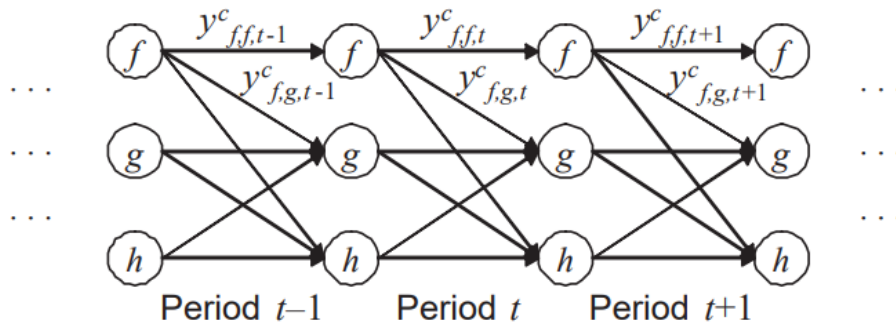 f y^c_{f,f,t-1} f y^c_{f,f,t} f y^c_{f,f,t+1} f
... y^c_{f,g,t-1} y^c_{f,g,t} y^c_{f,g,t+1} ..
... g g g g ..
... h h h h ..
Period t–1 Period t Period t+1